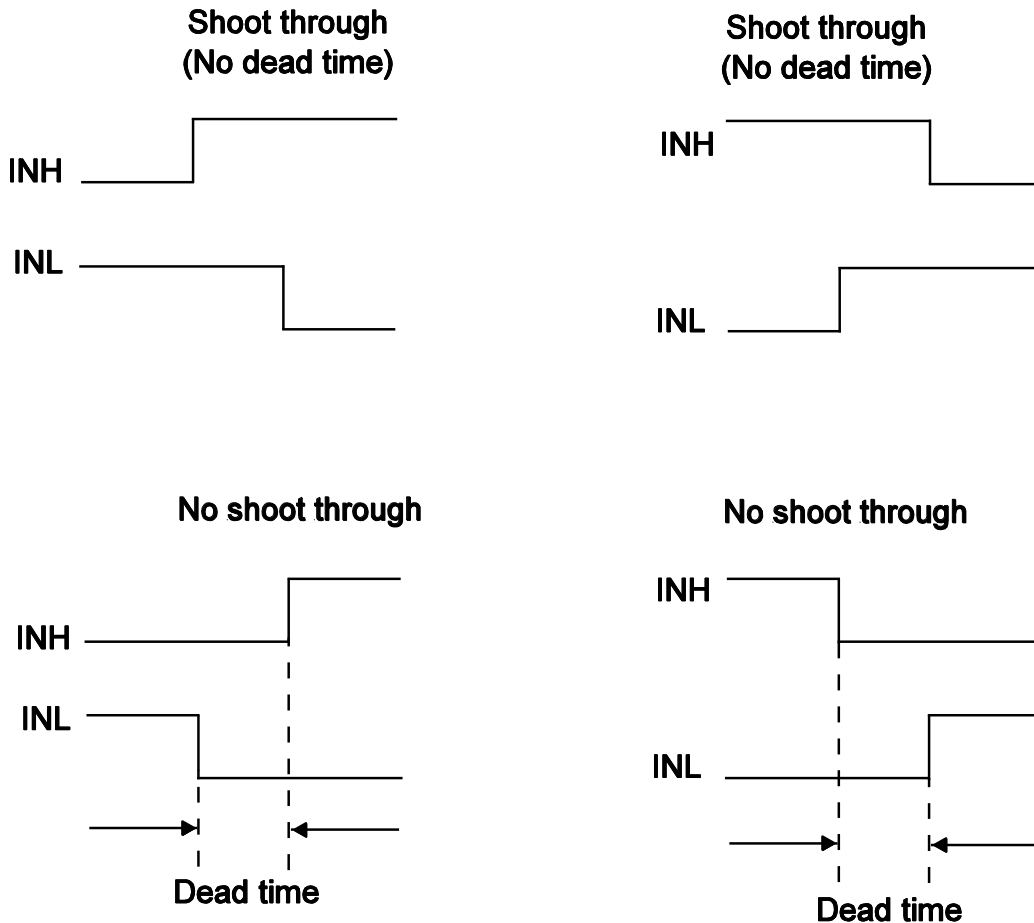 Shoot through
(No dead time)
INH
INL
Shoot through
(No dead time)
INH
INL
No shoot through
INH
INL
Dead time
No shoot through
INH
INL
Dead time